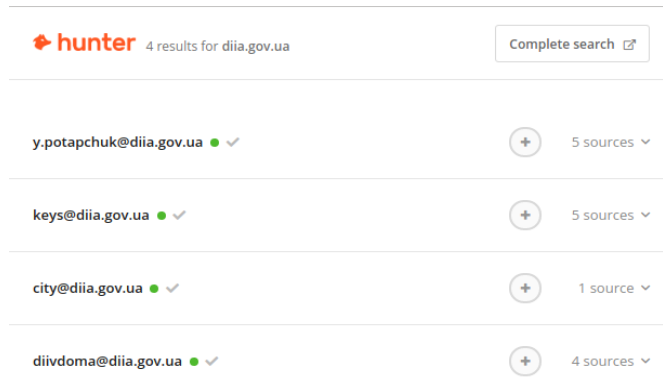 hunter 4 results for diia.gov.ua Complete search
y.potapchuk@diia.gov.ua + 5 sources
keys@diia.gov.ua + 5 sources
city@diia.gov.ua + 1 source
diivdoma@diia.gov.ua + 4 sources